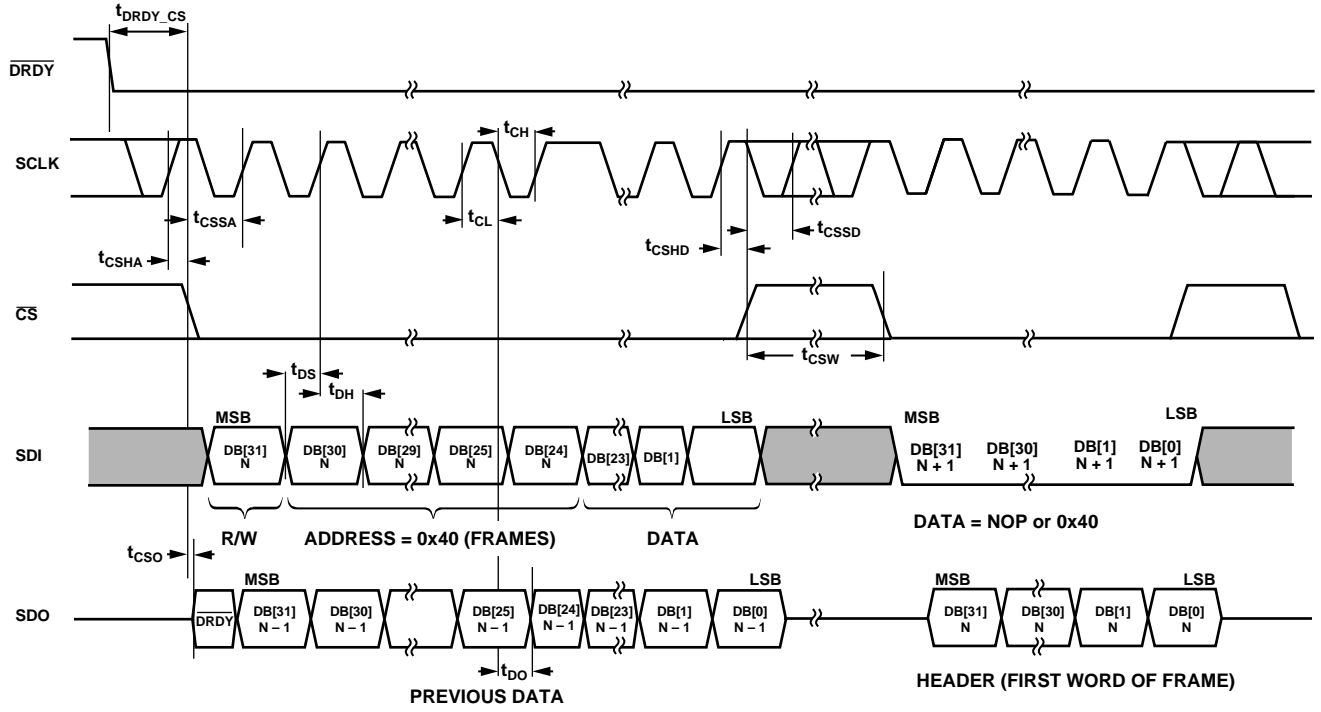 tDRDY_CS
DRDY
SCLK
tCH
tCSSA
tCL
tCSSD
tCSHD
tCSHA
CS
tCSW
tDS
tDH
MSB
LSB
MSB
LSB
SDI
DB[31] N
DB[30] N
DB[29] N
DB[25] N
DB[24] N
DB[23]
DB[1]
DB[31] N + 1
DB[30] N + 1
DB[1] N + 1
DB[0] N + 1
R/W
ADDRESS = 0x40 (FRAMES)
DATA
DATA = NOP or 0x40
tCSO
MSB
LSB
MSB
LSB
SDO
DRDY
DB[31] N – 1
DB[30] N – 1
DB[25] N – 1
DB[24] N – 1
DB[23] N – 1
DB[1] N – 1
DB[0] N – 1
DB[31] N
DB[30] N
DB[1] N
DB[0] N
tDO
PREVIOUS DATA
HEADER (FIRST WORD OF FRAME)